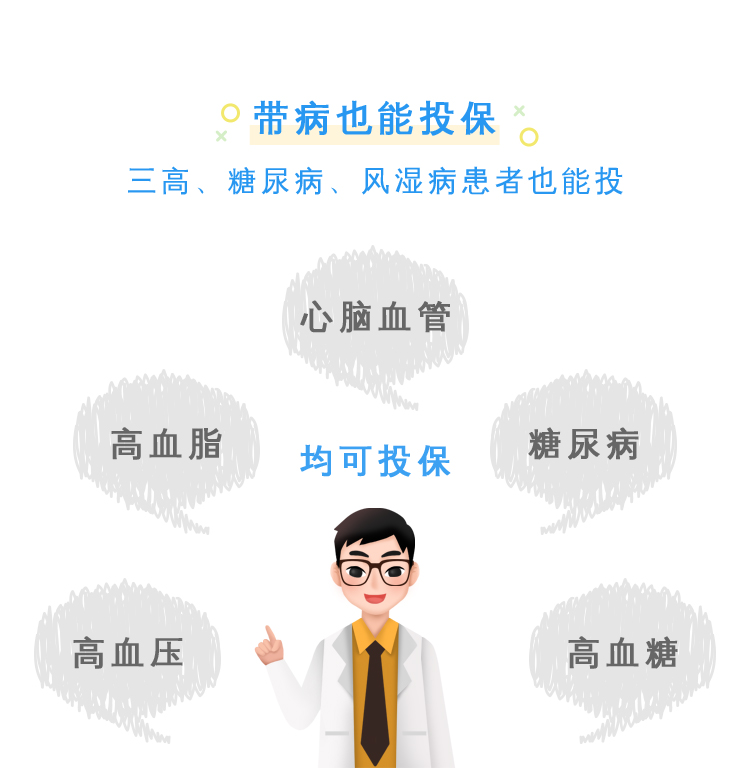 带病也能投保
三高、糖尿病、风湿病患者也能投
心脑血管
高血脂
均可投保
糖尿病
高血压
高血糖